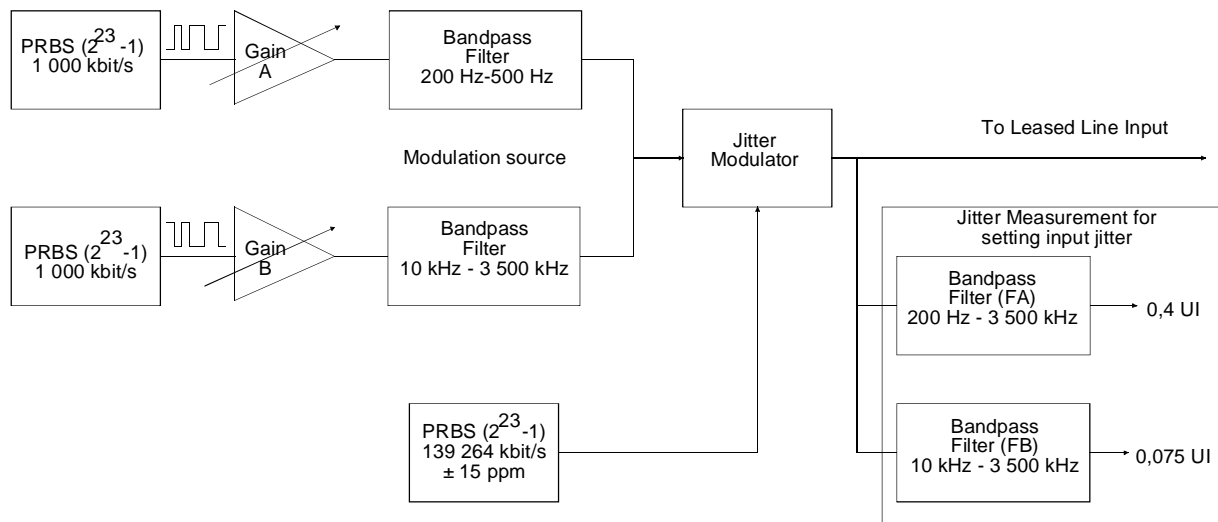 PRBS (2^23 -1)
1 000 kbit/s
Gain
A
Bandpass
Filter
200 Hz-500 Hz
Modulation source
Jitter
Modulator
To Leased Line Input
PRBS (2^23 -1)
1 000 kbit/s
Gain
B
Bandpass
Filter
10 kHz - 3 500 kHz
Jitter Measurement for
setting input jitter
Bandpass
Filter (FA)
200 Hz - 3 500 kHz
0,4 UI
PRBS (2^23 -1)
139 264 kbit/s
± 15 ppm
Bandpass
Filter (FB)
10 kHz - 3 500 kHz
0,075 UI